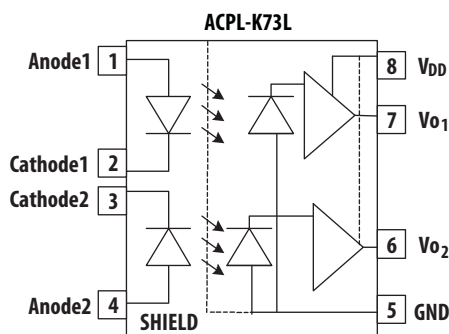 ACPL-K73L
Anode1 1
8 VDD
7 Vo1
Cathode1 2
Cathode2 3
6 Vo2
Anode2 4
5 GND
SHIELD